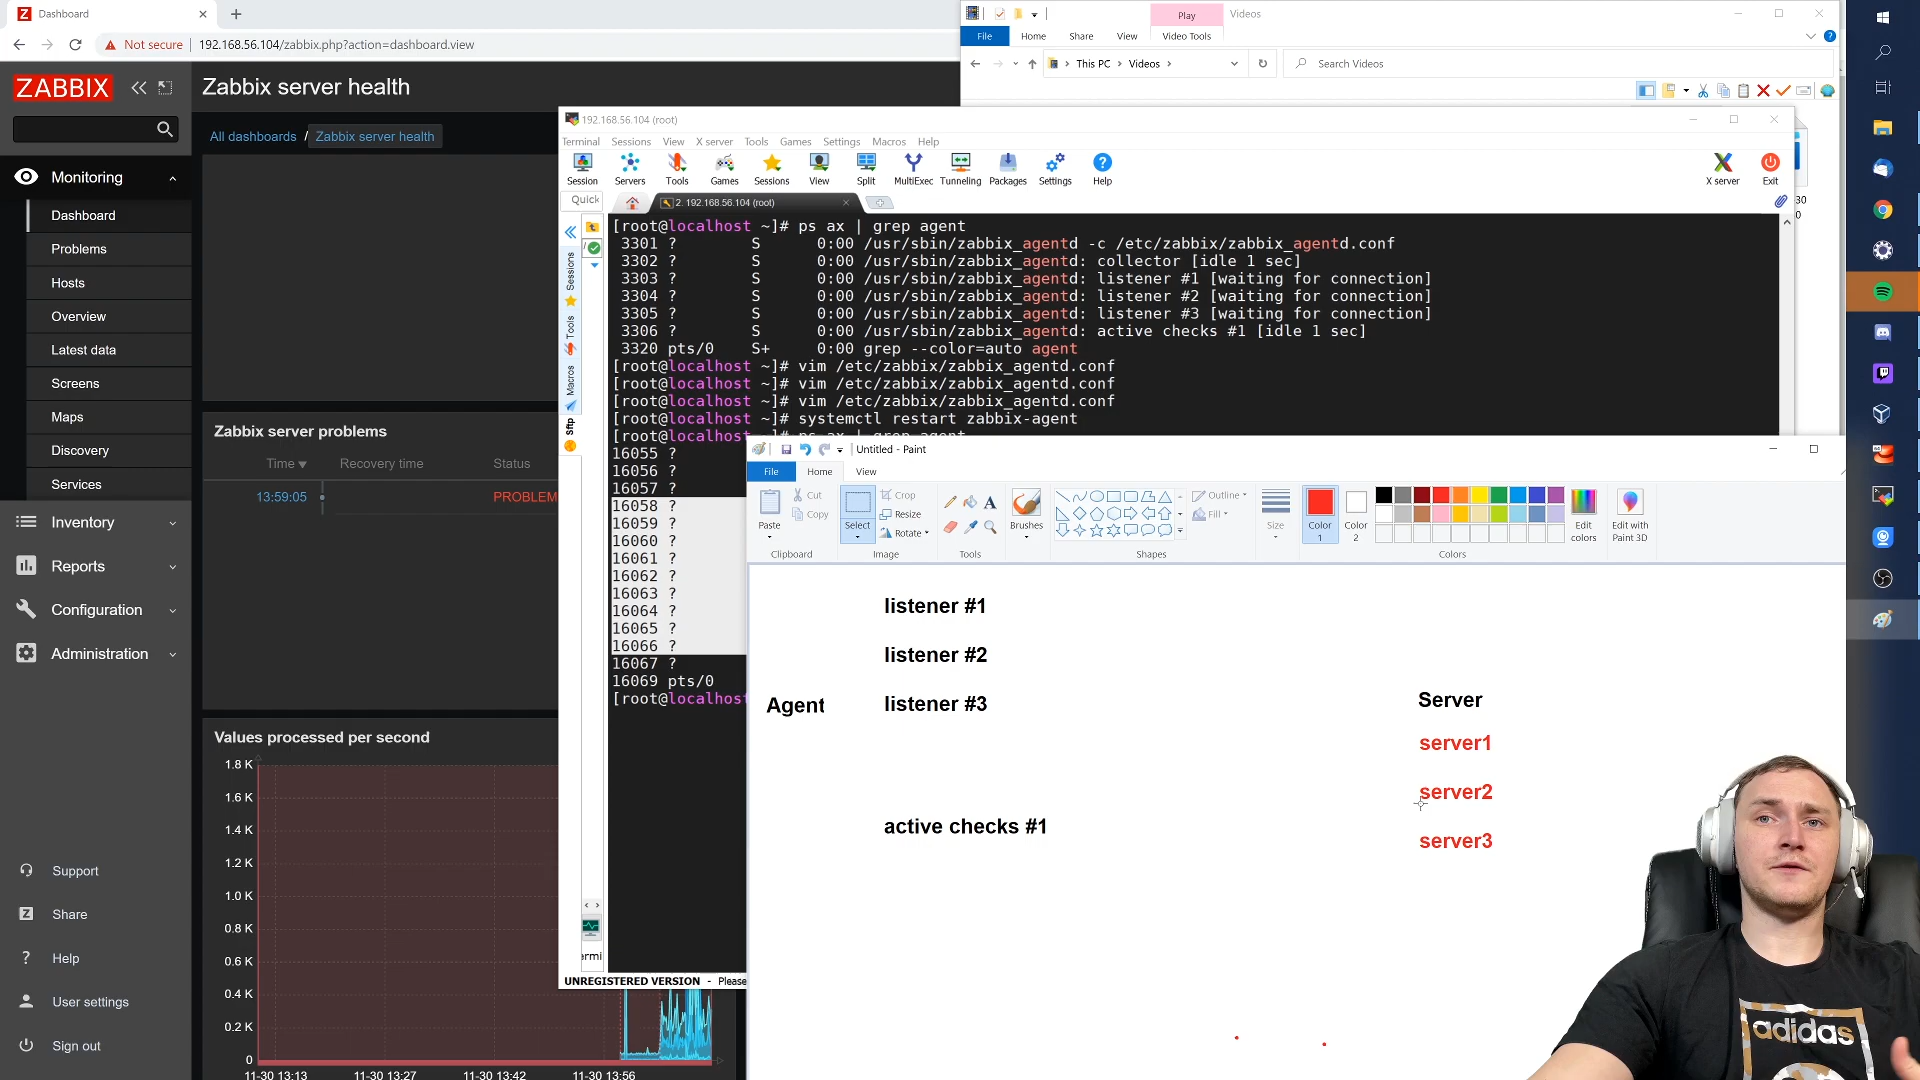 Dashboard
Not secure
192.168.56.104/zabbix.php?action=dashboard.view
ZABBIX
Zabbix server health
All dashboards / Zabbix server health
Monitoring
Dashboard
Problems
Hosts
Overview
Latest data
Screens
Maps
Discovery
Services
Inventory
Reports
Configuration
Administration
Support
Share
Help
User settings
Sign out
Zabbix server problems
Time Recovery time Status
13:59:05 PROBLEM
Values processed per second
1.8 K
1.6 K
1.4 K
1.2 K
1.0 K
0.8 K
0.6 K
0.4 K
0.2 K
0
11-30 13:13 11-30 13:27 11-30 13:42 11-30 13:56
Play Videos
File Home Share View Video Tools
This PC > Videos >
Search Videos
192.168.56.104 (root)
Terminal Sessions View X server Tools Games Settings Macros Help
Session Servers Tools Games Sessions View Split MultiExec Tunneling Packages Settings Help X server Exit
Quick
2. 192.168.56.104 (root)
Sessions
Tools
Macros
Sftp
[root@localhost ~]# ps ax | grep agent
3301 ? S 0:00 /usr/sbin/zabbix_agentd -c /etc/zabbix/zabbix_agentd.conf
3302 ? S 0:00 /usr/sbin/zabbix_agentd: collector [idle 1 sec]
3303 ? S 0:00 /usr/sbin/zabbix_agentd: listener #1 [waiting for connection]
3304 ? S 0:00 /usr/sbin/zabbix_agentd: listener #2 [waiting for connection]
3305 ? S 0:00 /usr/sbin/zabbix_agentd: listener #3 [waiting for connection]
3306 ? S 0:00 /usr/sbin/zabbix_agentd: active checks #1 [idle 1 sec]
3320 pts/0 S+ 0:00 grep --color=auto agent
[root@localhost ~]# vim /etc/zabbix/zabbix_agentd.conf
[root@localhost ~]# vim /etc/zabbix/zabbix_agentd.conf
[root@localhost ~]# vim /etc/zabbix/zabbix_agentd.conf
[root@localhost ~]# systemctl restart zabbix-agent
[root@localhost ~]# ps ax | grep agent
16055 ?
16056 ?
16057 ?
16058 ?
16059 ?
16060 ?
16061 ?
16062 ?
16063 ?
16064 ?
16065 ?
16066 ?
16067 ?
16069 pts/0
[root@localhost
ermi
UNREGISTERED VERSION - Please
30
0
Untitled - Paint
File Home View
Paste Cut Copy
Clipboard
Select Crop Resize Rotate
Image
Tools
Brushes
Shapes
Outline Fill
Size
Color 1
Color 2
Edit colors
Colors
Edit with Paint 3D
listener #1
listener #2
listener #3
Agent
active checks #1
Server
server1
server2
server3
adidas